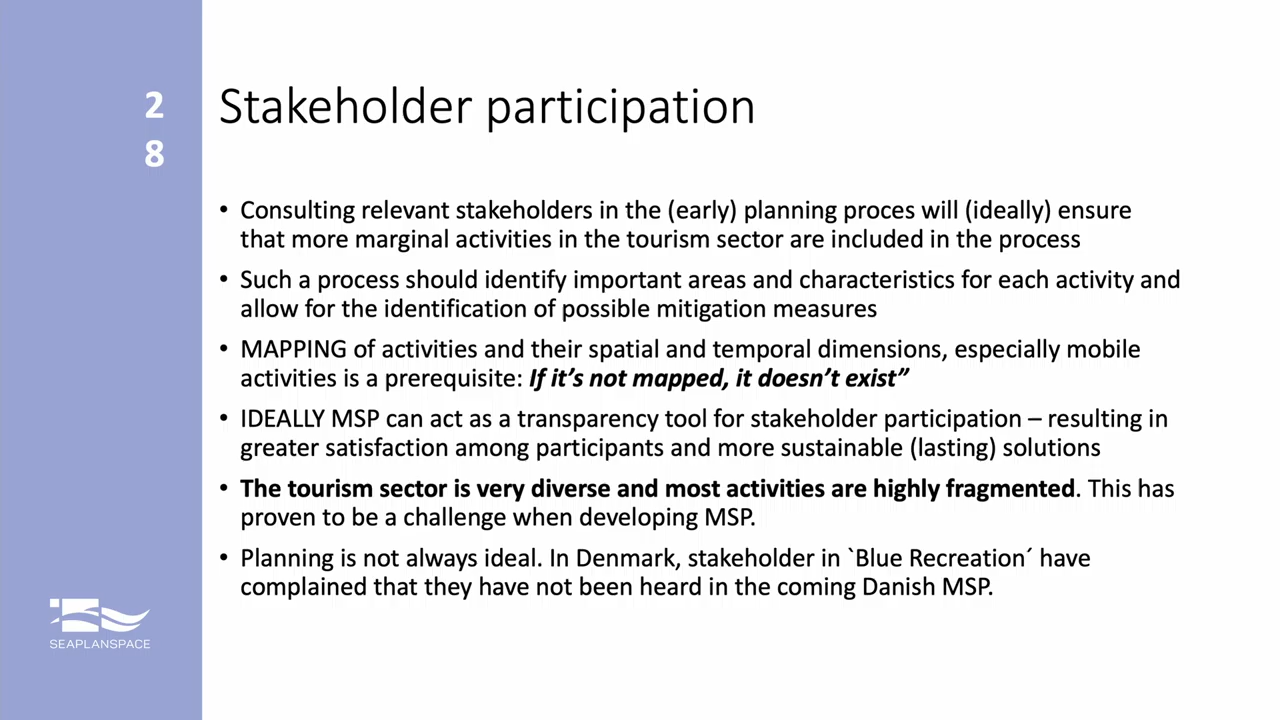 2
8
Stakeholder participation
• Consulting relevant stakeholders in the (early) planning proces will (ideally) ensure
that more marginal activities in the tourism sector are included in the process
• Such a process should identify important areas and characteristics for each activity and
allow for the identification of possible mitigation measures
• MAPPING of activities and their spatial and temporal dimensions, especially mobile
activities is a prerequisite: If it’s not mapped, it doesn’t exist”
• IDEALLY MSP can act as a transparency tool for stakeholder participation – resulting in
greater satisfaction among participants and more sustainable (lasting) solutions
• The tourism sector is very diverse and most activities are highly fragmented. This has
proven to be a challenge when developing MSP.
• Planning is not always ideal. In Denmark, stakeholder in `Blue Recreation´ have
complained that they have not been heard in the coming Danish MSP.
SEAPLANSPACE